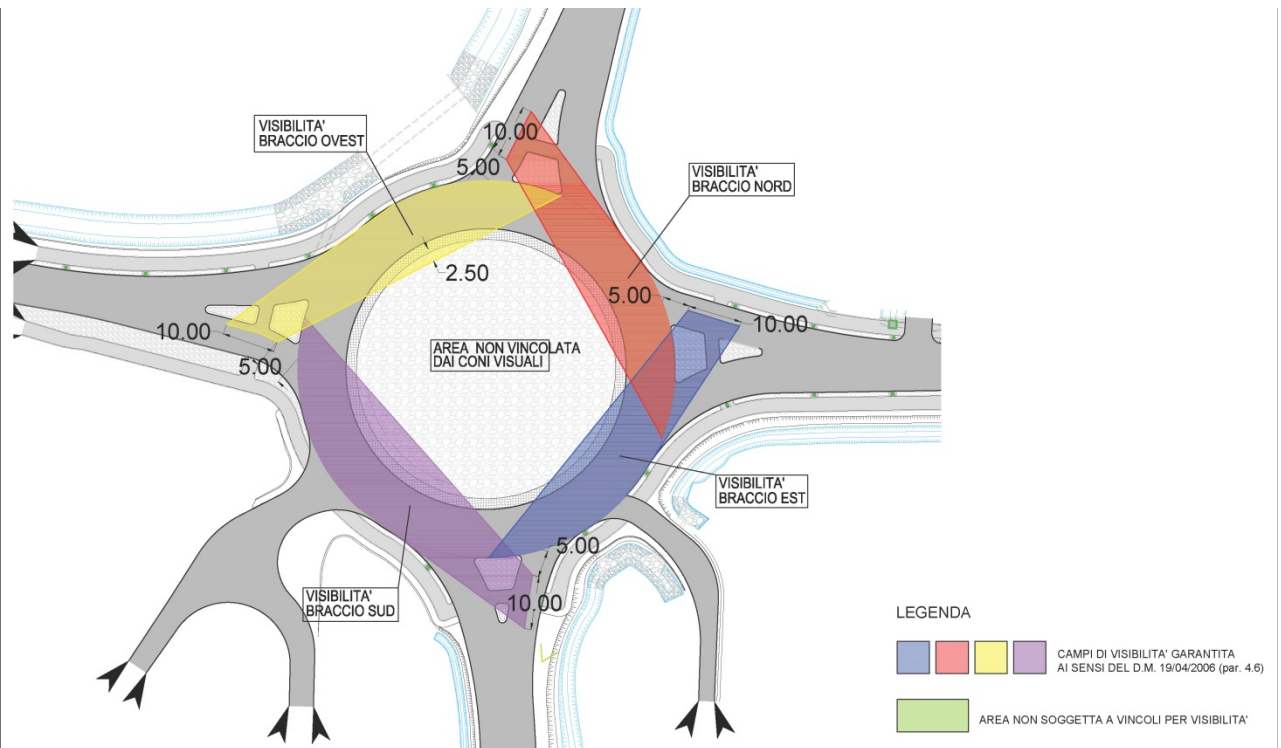 VISIBILITA'
BRACCIO OVEST
10.00
5.00
VISIBILITA'
BRACCIO NORD
2.50
5.00
10.00
10.00
5.00
AREA NON VINCOLATA
DAI CONI VISUALI
VISIBILITA'
BRACCIO EST
5.00
10.00
VISIBILITA'
BRACCIO SUD
LEGENDA
CAMPI DI VISIBILITA' GARANTITA
AI SENSI DEL D.M. 19/04/2006 (par. 4.6)
AREA NON SOGGETTA A VINCOLI PER VISIBILITA'